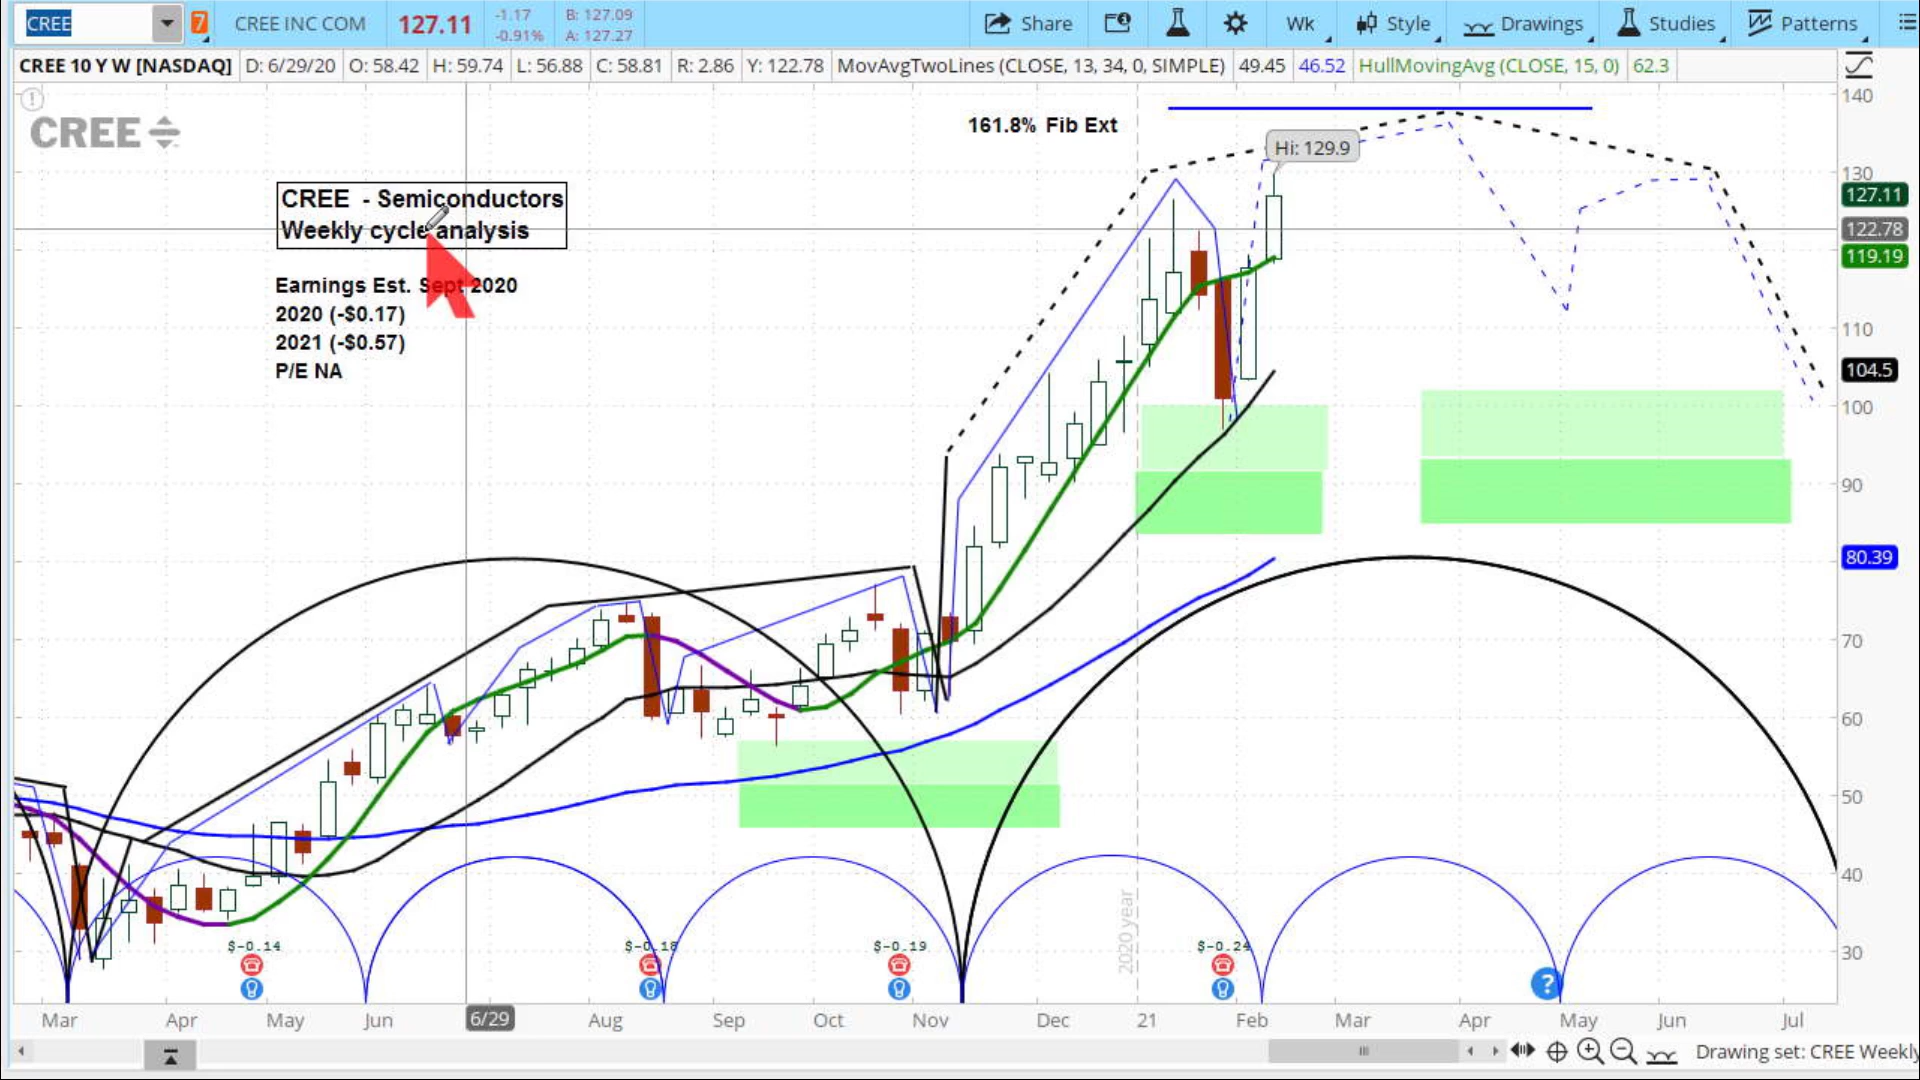 CREE
7
CREE INC COM
127.11
-1.17
-0.91%
B: 127.09
A: 127.27
Share
Wk
Style
Drawings
Studies
Patterns
CREE 10 Y W [NASDAQ]
D: 6/29/20
O: 58.42
H: 59.74
L: 56.88
C: 58.81
R: 2.86
Y: 122.78
MovAvgTwoLines (CLOSE, 13, 34, 0, SIMPLE)
49.45
46.52
HullMovingAvg (CLOSE, 15, 0)
62.3
CREE
161.8% Fib Ext
Hi: 129.9
CREE - Semiconductors
Weekly cycle analysis
Earnings Est. Sept 2020
2020 (-$0.17)
2021 (-$0.57)
P/E NA
140
130
127.11
122.78
119.19
110
104.5
100
90
80.39
70
60
50
40
30
2020 year
$-0.14
$-0.18
$-0.19
$-0.24
?
Mar
Apr
May
Jun
6/29
Aug
Sep
Oct
Nov
Dec
21
Feb
Mar
Apr
May
Jun
Jul
Drawing set: CREE Weekly